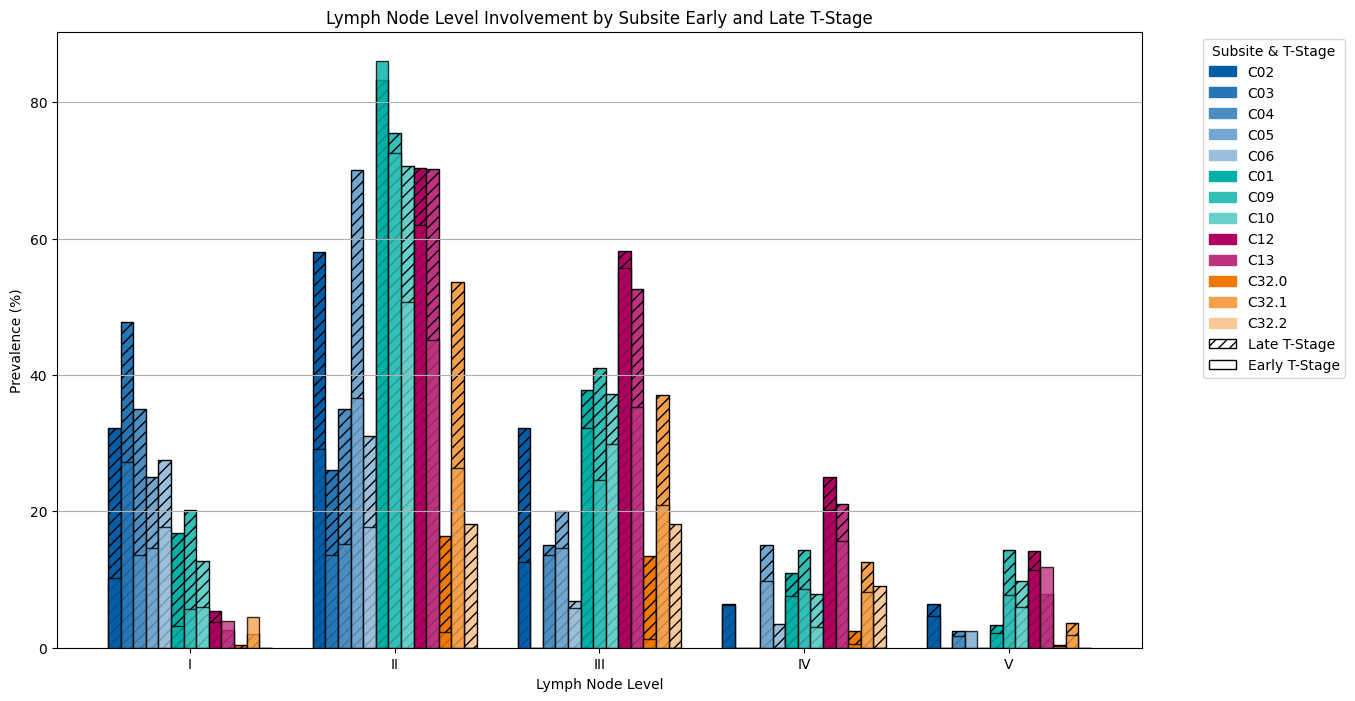 Lymph Node Level Involvement by Subsite Early and Late T-Stage
Prevalence (%)
80
60
40
20
0
I
II
III
IV
V
Lymph Node Level
Subsite & T-Stage
C02
C03
C04
C05
C06
C01
C09
C10
C12
C13
C32.0
C32.1
C32.2
Late T-Stage
Early T-Stage